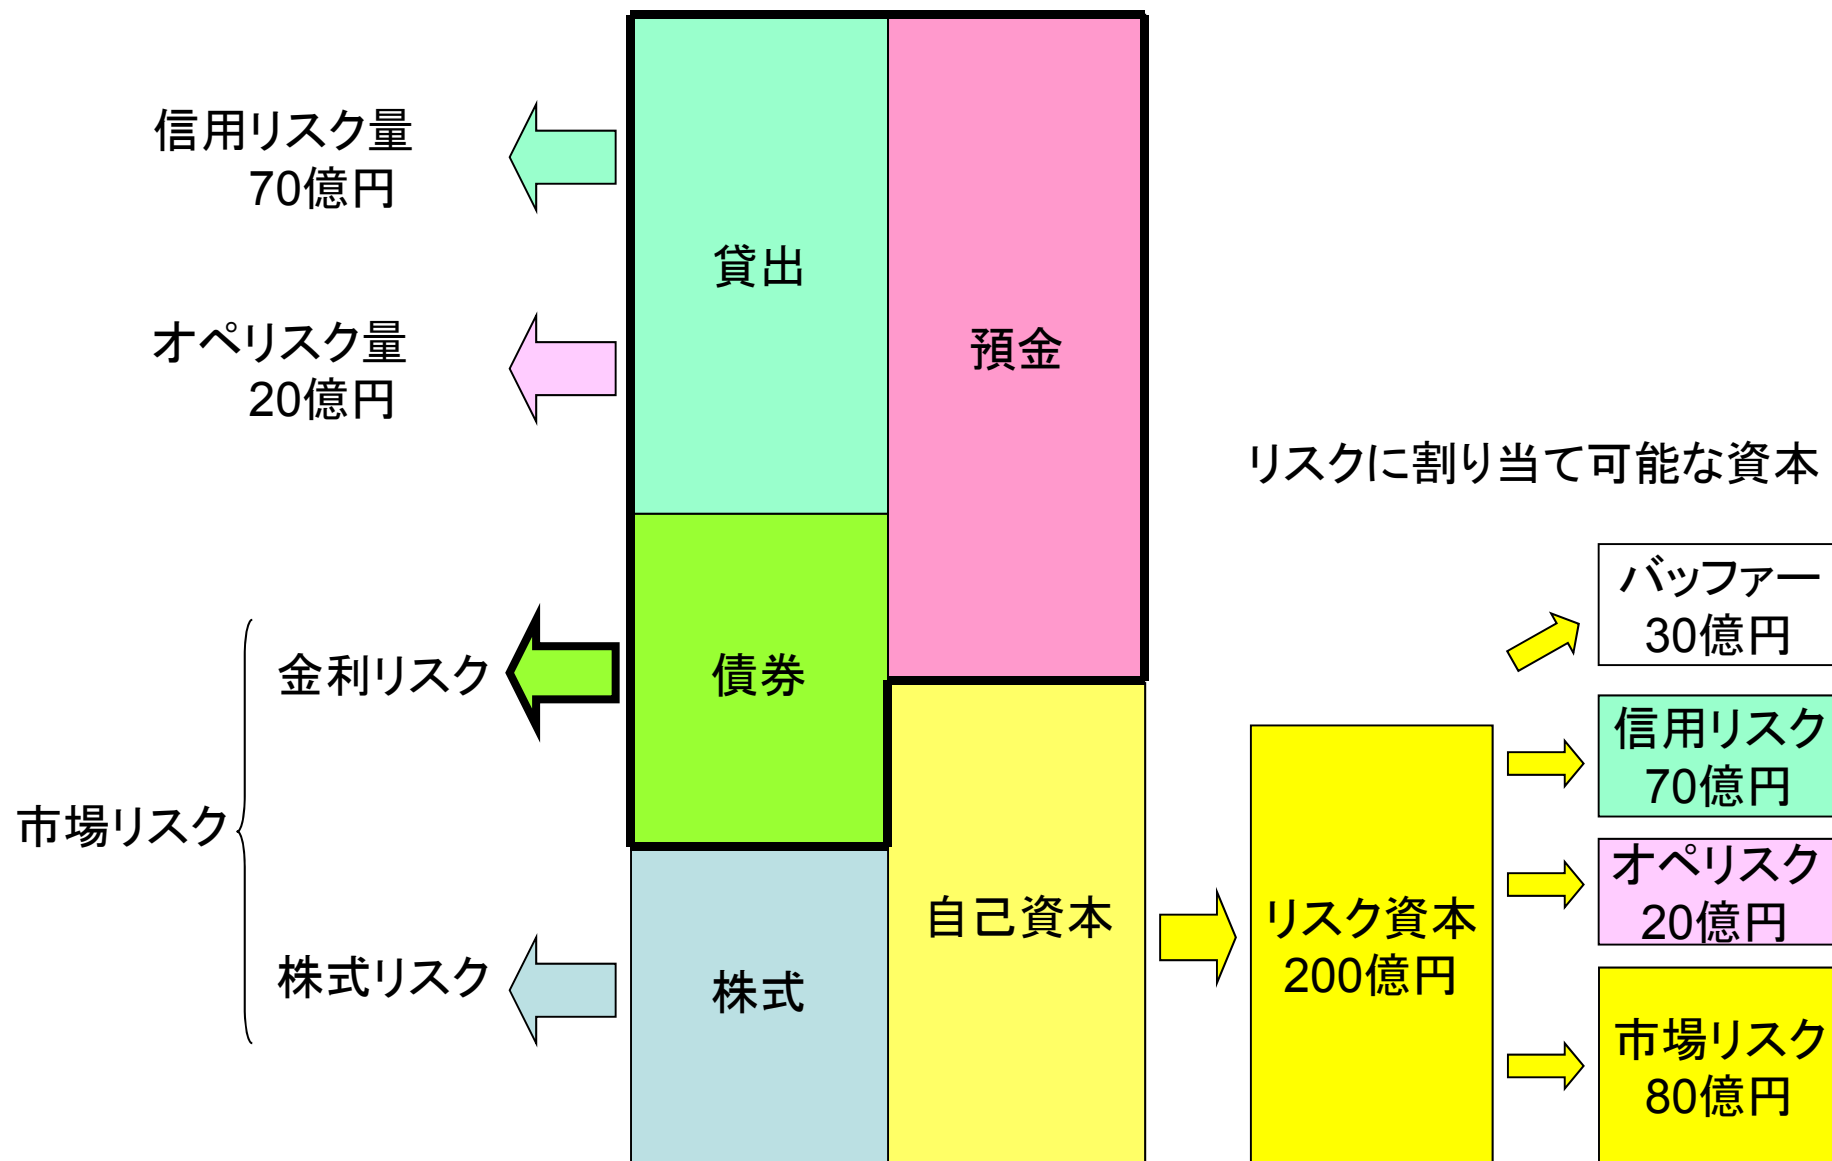 信用リスク量
70億円
オペリスク量
20億円
金利リスク
市場リスク
株式リスク
貸出
預金
債券
自己資本
株式
リスクに割り当て可能な資本
リスク資本
200億円
バッファー
30億円
信用リスク
70億円
オペリスク
20億円
市場リスク
80億円